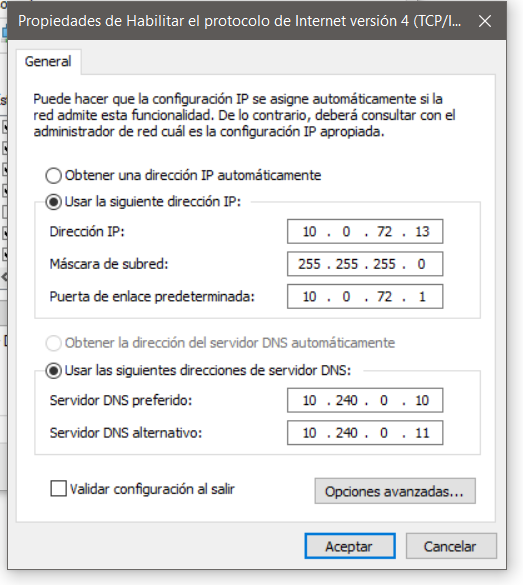 Propiedades de Habilitar el protocolo de Internet versión 4 (TCP/I...
General
Puede hacer que la configuración IP se asigne automáticamente si la
red admite esta funcionalidad. De lo contrario, deberá consultar con el
administrador de red cuál es la configuración IP apropiada.
Obtener una dirección IP automáticamente
Usar la siguiente dirección IP:
Dirección IP: 10 . 0 . 72 . 13
Máscara de subred: 255 . 255 . 255 . 0
Puerta de enlace predeterminada: 10 . 0 . 72 . 1
Obtener la dirección del servidor DNS automáticamente
Usar las siguientes direcciones de servidor DNS:
Servidor DNS preferido: 10 . 240 . 0 . 10
Servidor DNS alternativo: 10 . 240 . 0 . 11
Validar configuración al salir
Opciones avanzadas...
Aceptar Cancelar